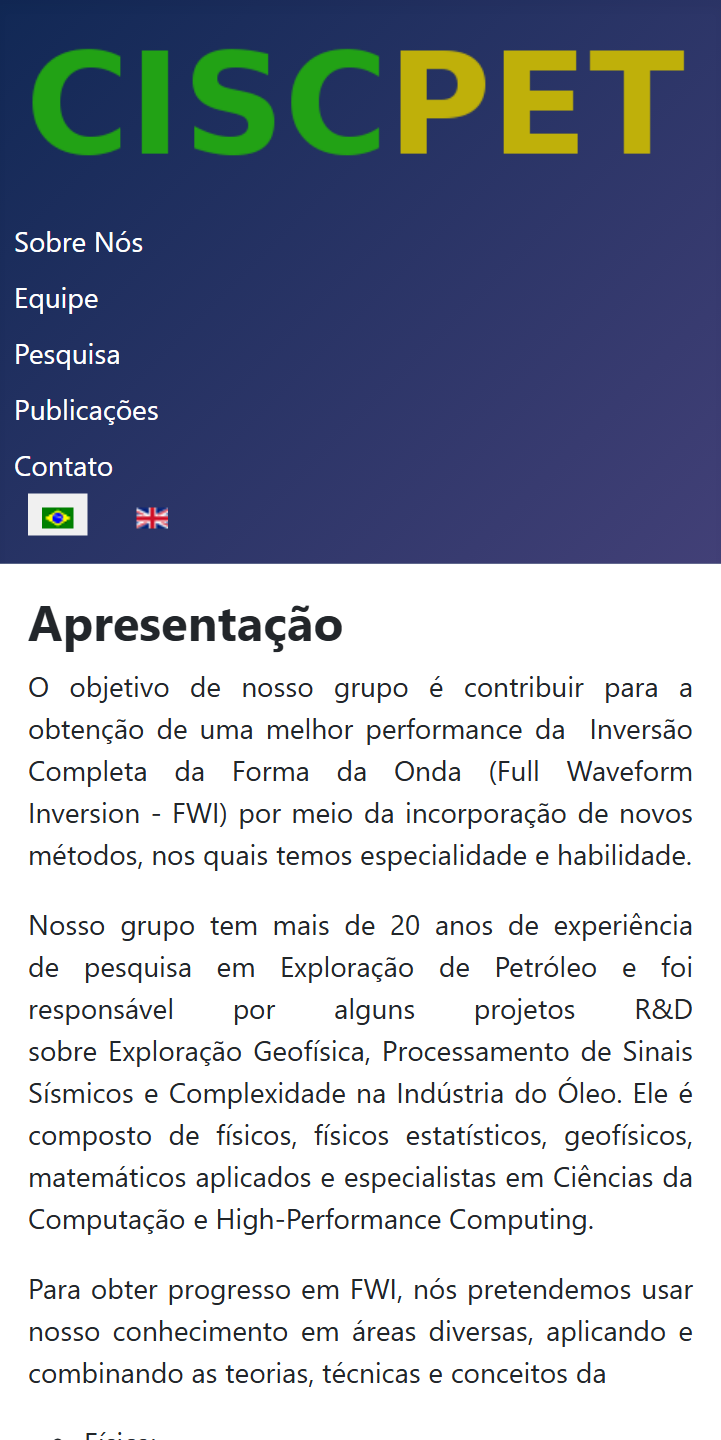 CISCPET
Sobre Nós
Equipe
Pesquisa
Publicações
Contato
Apresentação
O objetivo de nosso grupo é contribuir para a
obtenção de uma melhor performance da Inversão
Completa da Forma da Onda (Full Waveform
Inversion - FWI) por meio da incorporação de novos
métodos, nos quais temos especialidade e habilidade.
Nosso grupo tem mais de 20 anos de experiência
de pesquisa em Exploração de Petróleo e foi
responsável por alguns projetos R&D
sobre Exploração Geofísica, Processamento de Sinais
Sísmicos e Complexidade na Indústria do Óleo. Ele é
composto de físicos, físicos estatísticos, geofísicos,
matemáticos aplicados e especialistas em Ciências da
Computação e High-Performance Computing.
Para obter progresso em FWI, nós pretendemos usar
nosso conhecimento em áreas diversas, aplicando e
combinando as teorias, técnicas e conceitos da